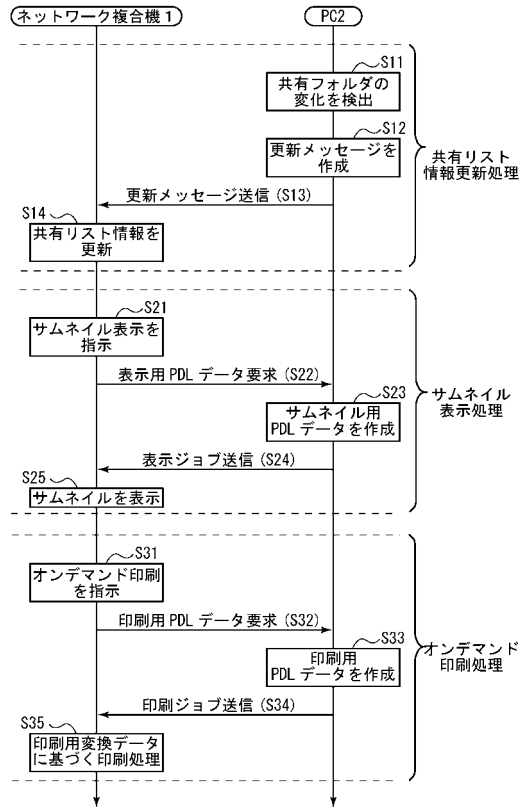 ネットワーク複合機1
PC2
S11
共有フォルダの
変化を検出
S12
更新メッセージを
作成
更新メッセージ送信(S13)
S14
共有リスト情報を
更新
共有リスト
情報更新処理
S21
サムネイル表示を
指示
表示用PDLデータ要求(S22)
S23
サムネイル用
PDLデータを作成
表示ジョブ送信(S24)
S25
サムネイルを表示
サムネイル
表示処理
S31
オンデマンド印刷
を指示
印刷用PDLデータ要求(S32)
S33
印刷用
PDLデータを作成
印刷ジョブ送信(S34)
S35
印刷用変換データ
に基づく印刷処理
オンデマンド
印刷処理